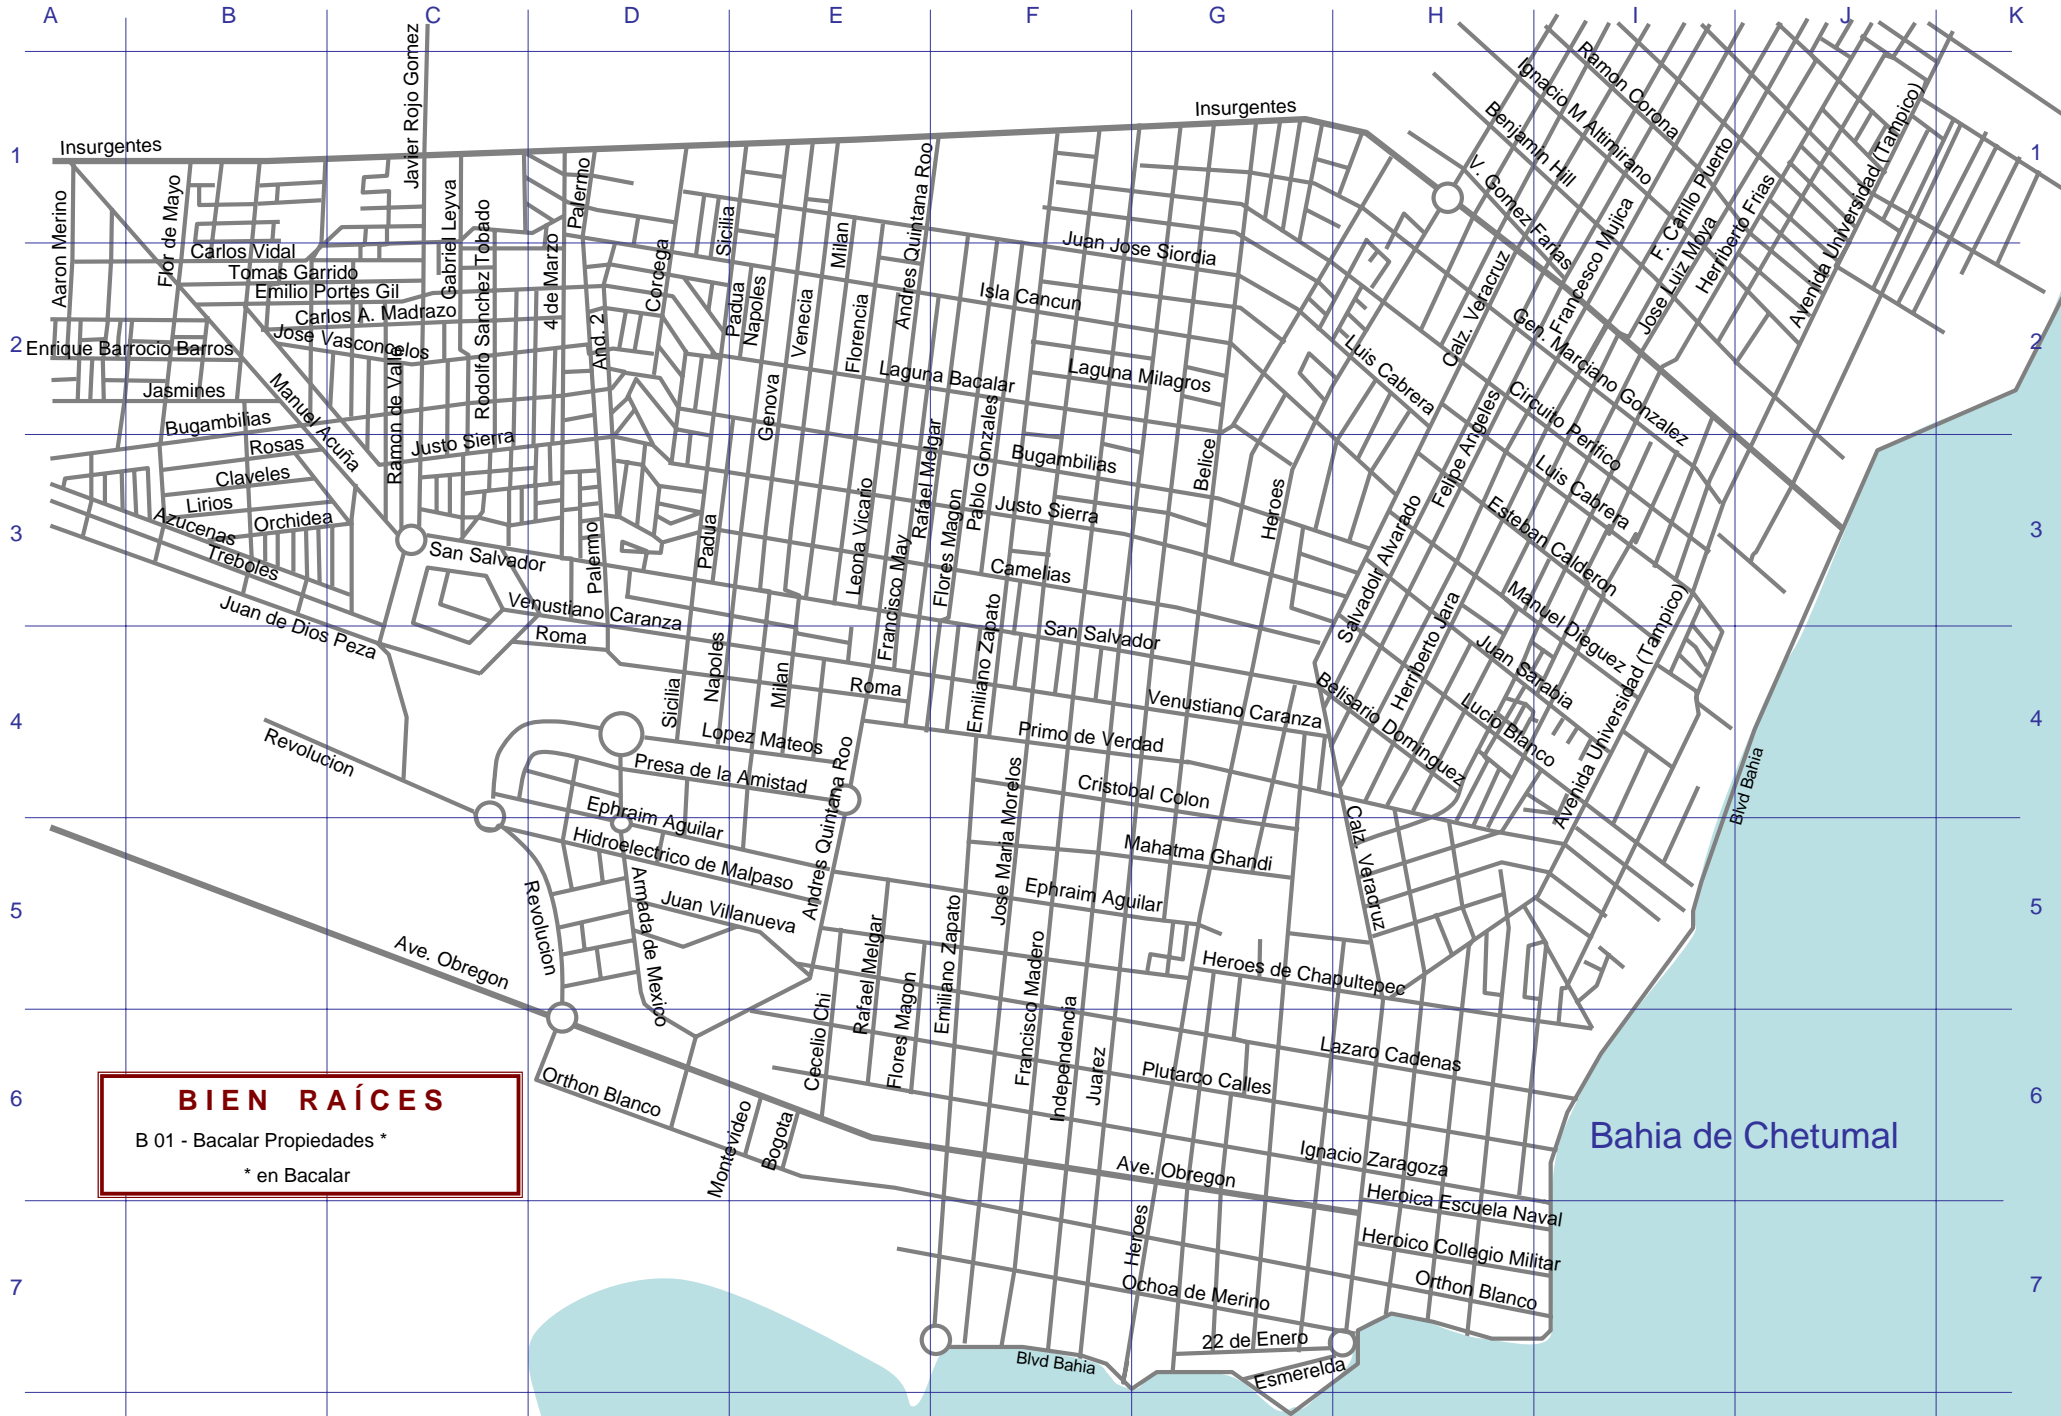 A B C D E F G H I J K
1 1
2 2
3 3
4 4
5 5
6 6
7 7
Insurgentes
Insurgentes
Javier Rojo Gomez
Aaron Merino
Flor de Mayo
Carlos Vidal
Tomas Garrido
Emilio Portes Gil
Carlos A. Madrazo
Jose Vasconcelos
Gabriel Leyva
Rodolfo Sanchez Tobado
4 de Marzo
Palermo
And. 2
Corcega
Sicilia
Padua
Napoles
Genova
Venecia
Milan
Florencia
Andres Quintana Roo
Juan Jose Siordia
Isla Cancun
Laguna Bacalar
Laguna Milagros
Ramon Corona
Ignacio M Altimirano
Benjamin Hill
V. Gomez Farias
Francesco Mujica
F. Carillo Puerto
Jose Luiz Moya
Herriberto Frias
Avenida Universidad (Tampico)
Calz. Veracruz
Gen. Marciano Gonzalez
Luis Cabrera
Circuito Perifico
Enrique Barrocio Barros
Jasmines
Bugambilias
Rosas
Claveles
Lirios
Orchidea
Azucenas
Treboles
Juan de Dios Peza
Manuel Acuña
Ramon de Valle
Justo Sierra
San Salvador
Palermo
Padua
Venustiano Caranza
Roma
Leona Vicario
Francisco May
Rafael Melgar
Flores Magon
Pablo Gonzales
Bugambilias
Justo Sierra
Camelias
Belice
Heroes
Salvadolr Alvarado
Felipe Angeles
Luis Cabrera
Esteban Calderon
Manuel Dieguez
Juan Sarabia
Herriberto Jara
Lucio Blanco
Belisario Dominguez
Avenida Universidad (Tampico)
San Salvador
Emiliano Zapato
Venustiano Caranza
Primo de Verdad
Cristobal Colon
Mahatma Ghandi
Revolucion
Sicilia
Napoles
Milan
Roma
Lopez Mateos
Presa de la Amistad
Andres Quintana Roo
Ephraim Aguilar
Hidroelectrico de Malpaso
Juan Villanueva
Armada de Mexico
Revolucion
Ave. Obregon
Jose Maria Morelos
Ephraim Aguilar
Calz. Veracruz
Blvd Bahia
Rafael Melgar
Cecelio Chi
Flores Magon
Emiliano Zapato
Francisco Madero
Independencia
Juarez
Heroes de Chapultepec
Lazaro Cadenas
Plutarco Calles
Ignacio Zaragoza
Ave. Obregon
Heroica Escuela Naval
Heroico Collegio Militar
Orthon Blanco
Orthon Blanco
Montevideo
Bogota
Heroes
Ochoa de Merino
22 de Enero
Esmerelda
Blvd Bahia
Bahia de Chetumal
BIEN RAÍCES
B 01 - Bacalar Propiedades *
* en Bacalar